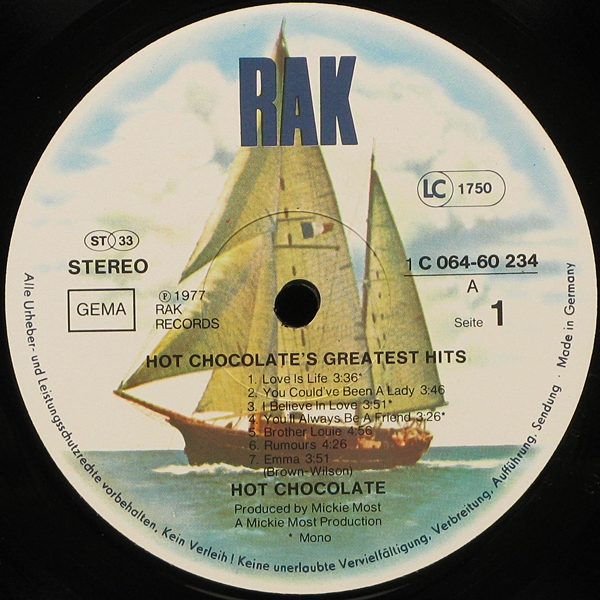 RAK
LC 1750
ST 33
STEREO
GEMA
℗ 1977
RAK
RECORDS
1 C 064-60 234
A
Seite 1
HOT CHOCOLATE'S GREATEST HITS
1. Love Is Life 3:36*
2. You Could've Been A Lady 3:46
3. I Believe In Love 3:51*
4. You'll Always Be A Friend 3:26*
5. Brother Louie 4:56
6. Rumours 4:26
7. Emma 3:51
(Brown-Wilson)
HOT CHOCOLATE
Produced by Mickie Most
A Mickie Most Production
* Mono
Alle Urheber- und Leistungsschutzrechte vorbehalten. Kein Verleih! Keine unerlaubte Vervielfältigung, Verbreitung, Aufführung, Sendung · Made in Germany